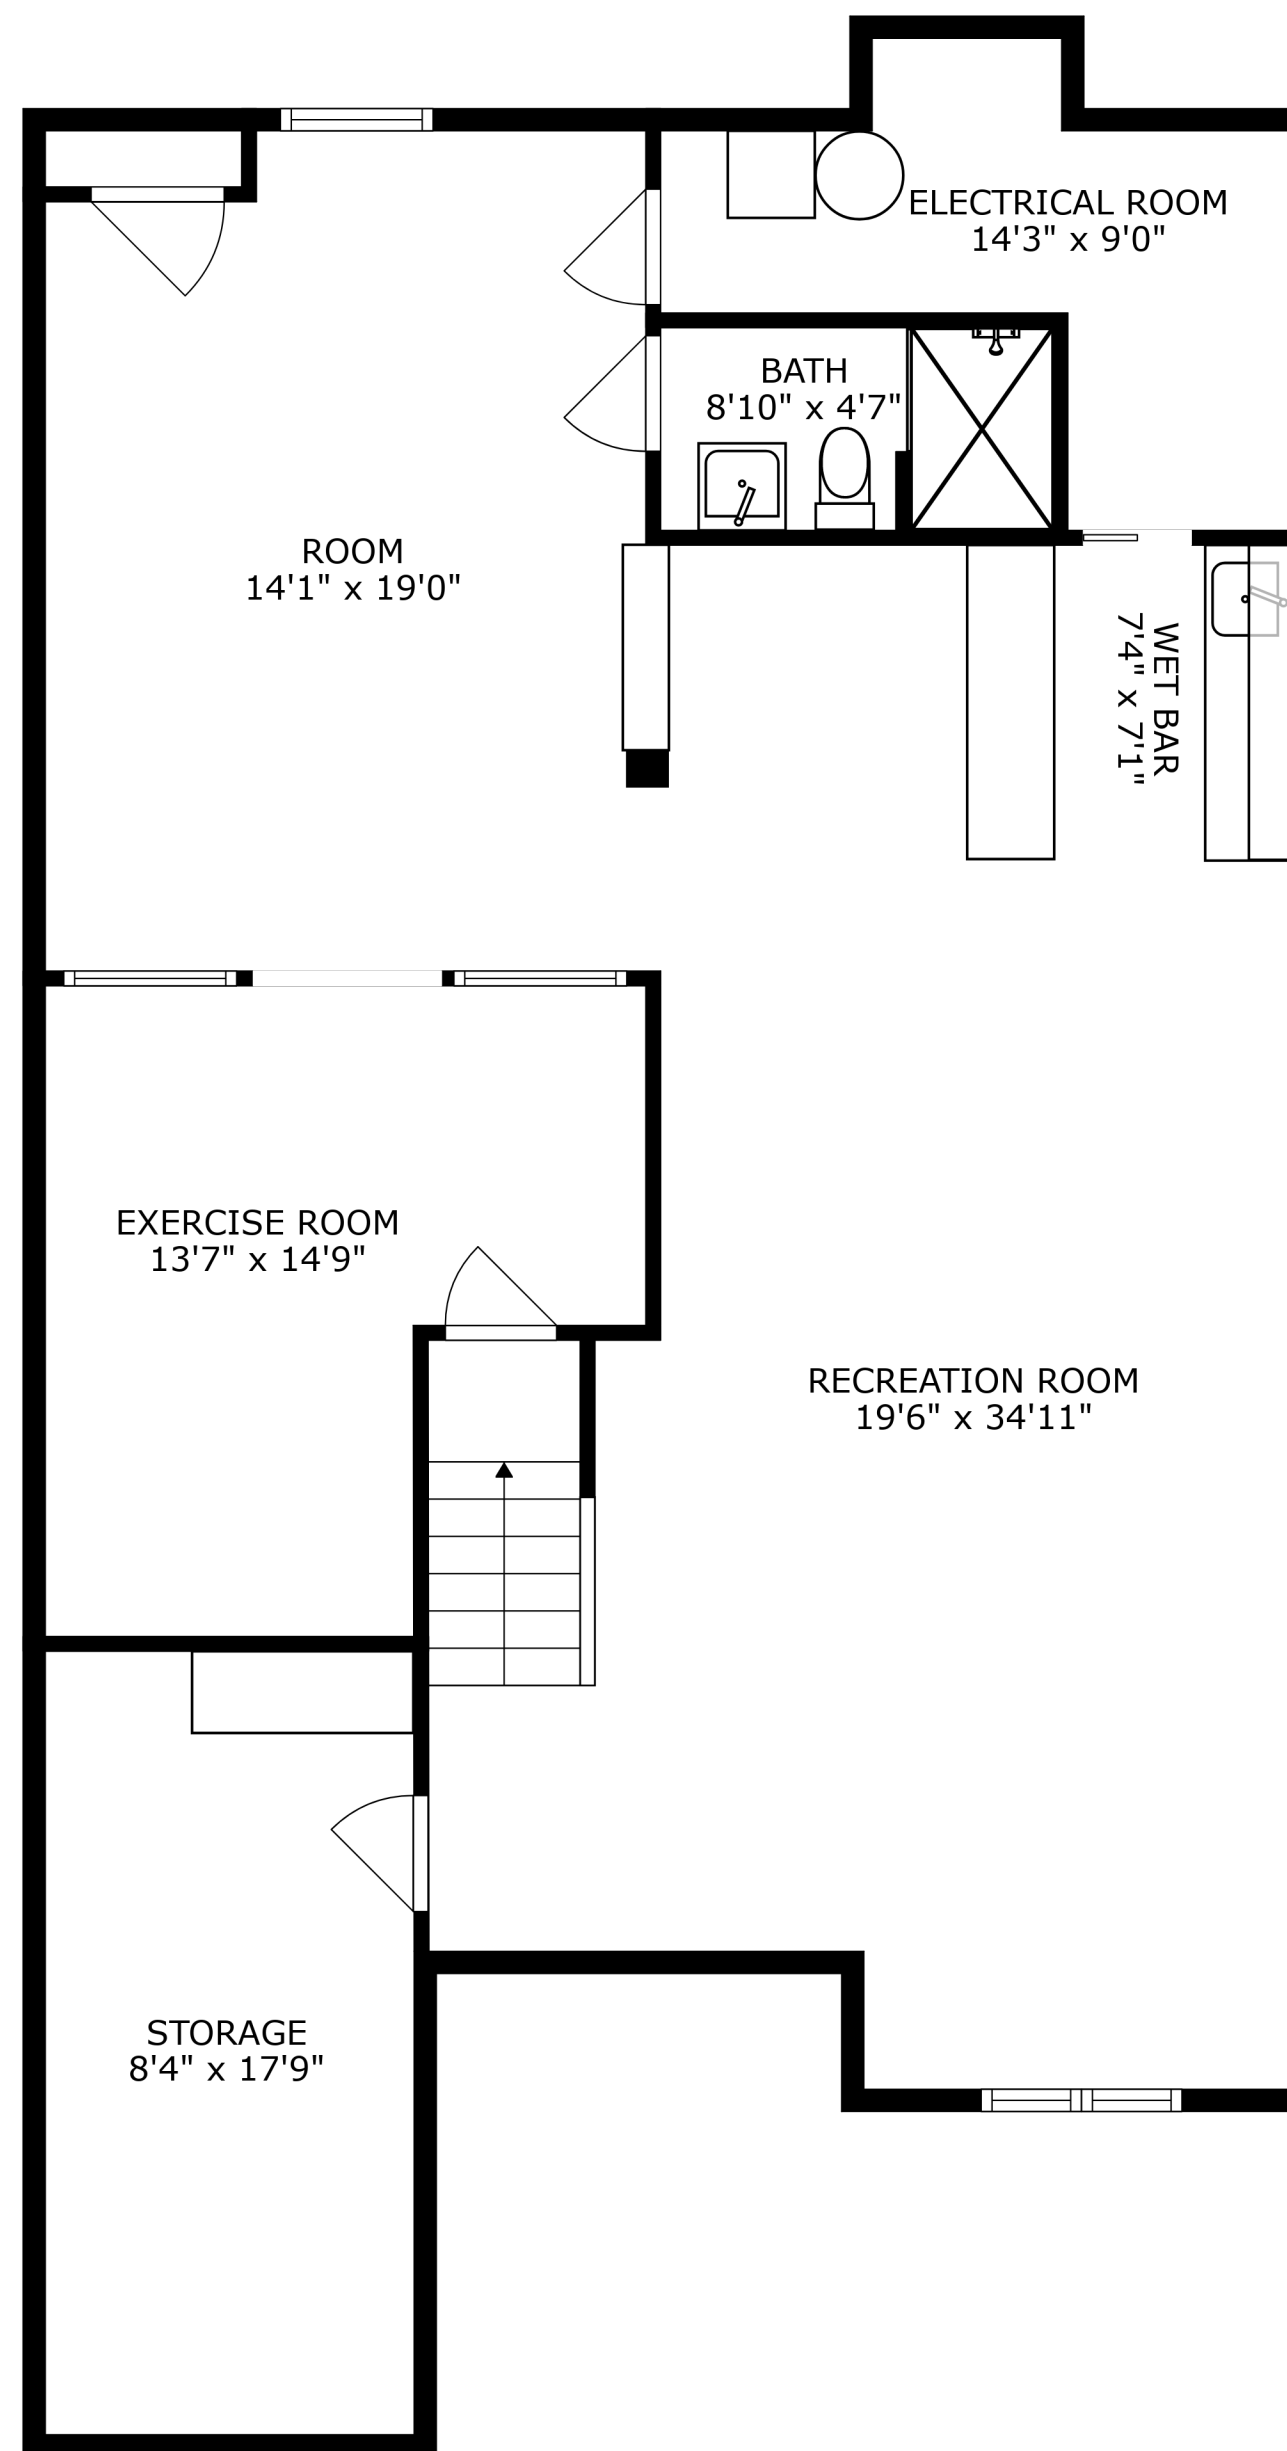 ELECTRICAL ROOM
14'3" x 9'0"
BATH
8'10" x 4'7"
ROOM
14'1" x 19'0"
WET BAR
7'4" x 7'1"
EXERCISE ROOM
13'7" x 14'9"
RECREATION ROOM
19'6" x 34'11"
STORAGE
8'4" x 17'9"